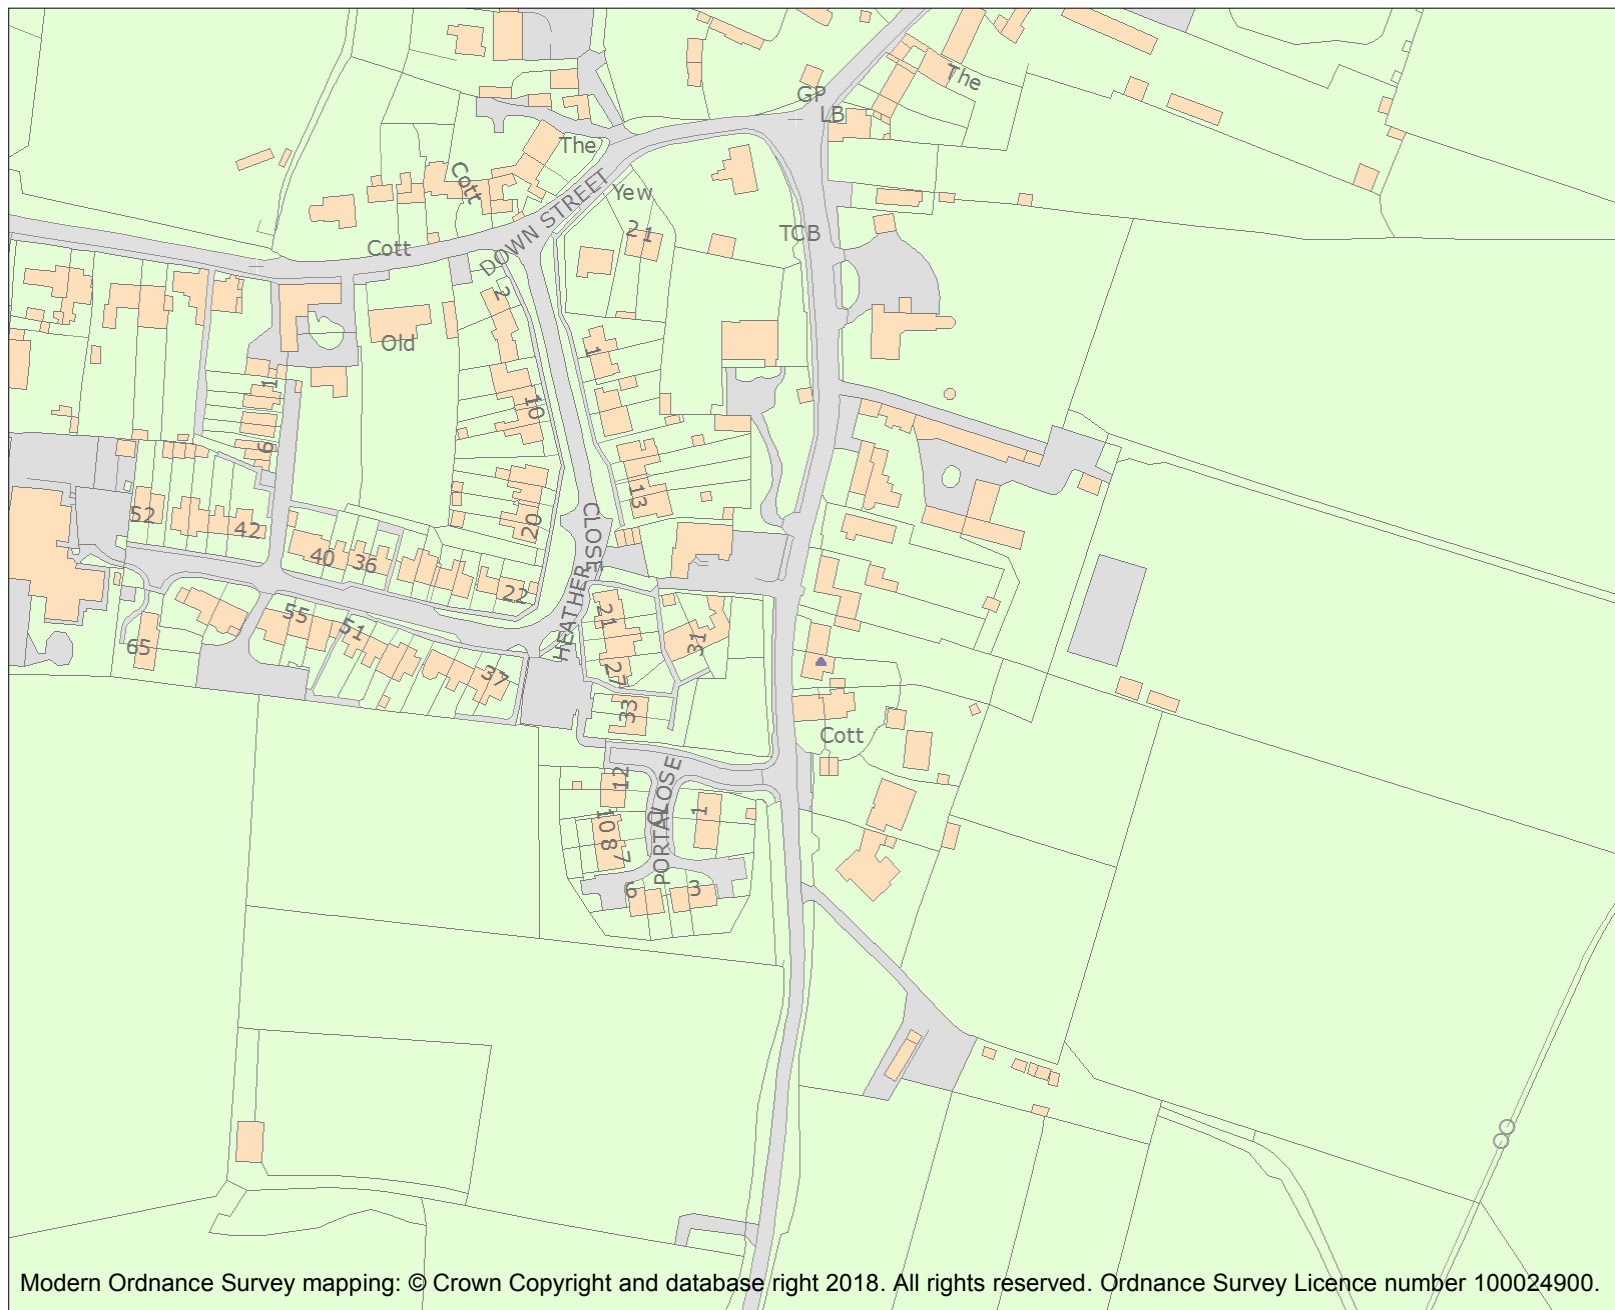 The
GP
LB
The
Cott
Yew
DOWN STREET
21
TCB
Cott
2
Old
1
1
10
6
13
52
42
20
CLOSE
40
36
22
HEATHER
21
55
51
31
65
27
37
33
Cott
12
PORTAL CLOSE
1
10
8
7
6
3
Modern Ordnance Survey mapping: © Crown Copyright and database right 2018. All rights reserved. Ordnance Survey Licence number 100024900.